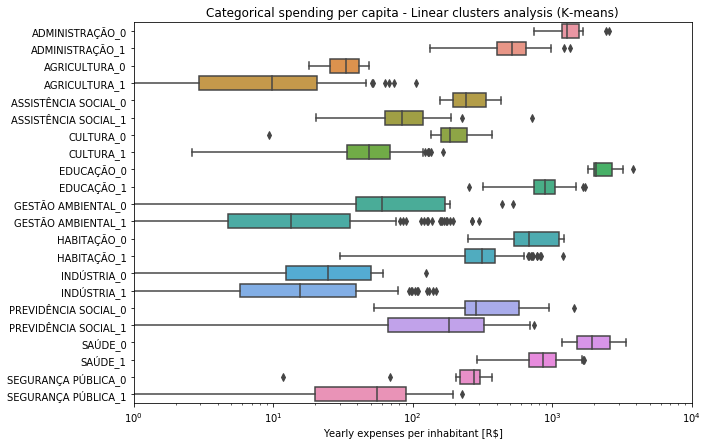 Categorical spending per capita - Linear clusters analysis (K-means)
ADMINISTRAÇÃO_0
ADMINISTRAÇÃO_1
AGRICULTURA_0
AGRICULTURA_1
ASSISTÊNCIA SOCIAL_0
ASSISTÊNCIA SOCIAL_1
CULTURA_0
CULTURA_1
EDUCAÇÃO_0
EDUCAÇÃO_1
GESTÃO AMBIENTAL_0
GESTÃO AMBIENTAL_1
HABITAÇÃO_0
HABITAÇÃO_1
INDÚSTRIA_0
INDÚSTRIA_1
PREVIDÊNCIA SOCIAL_0
PREVIDÊNCIA SOCIAL_1
SAÚDE_0
SAÚDE_1
SEGURANÇA PÚBLICA_0
SEGURANÇA PÚBLICA_1
10⁰ 10¹ 10² 10³ 10⁴
Yearly expenses per inhabitant [R$]